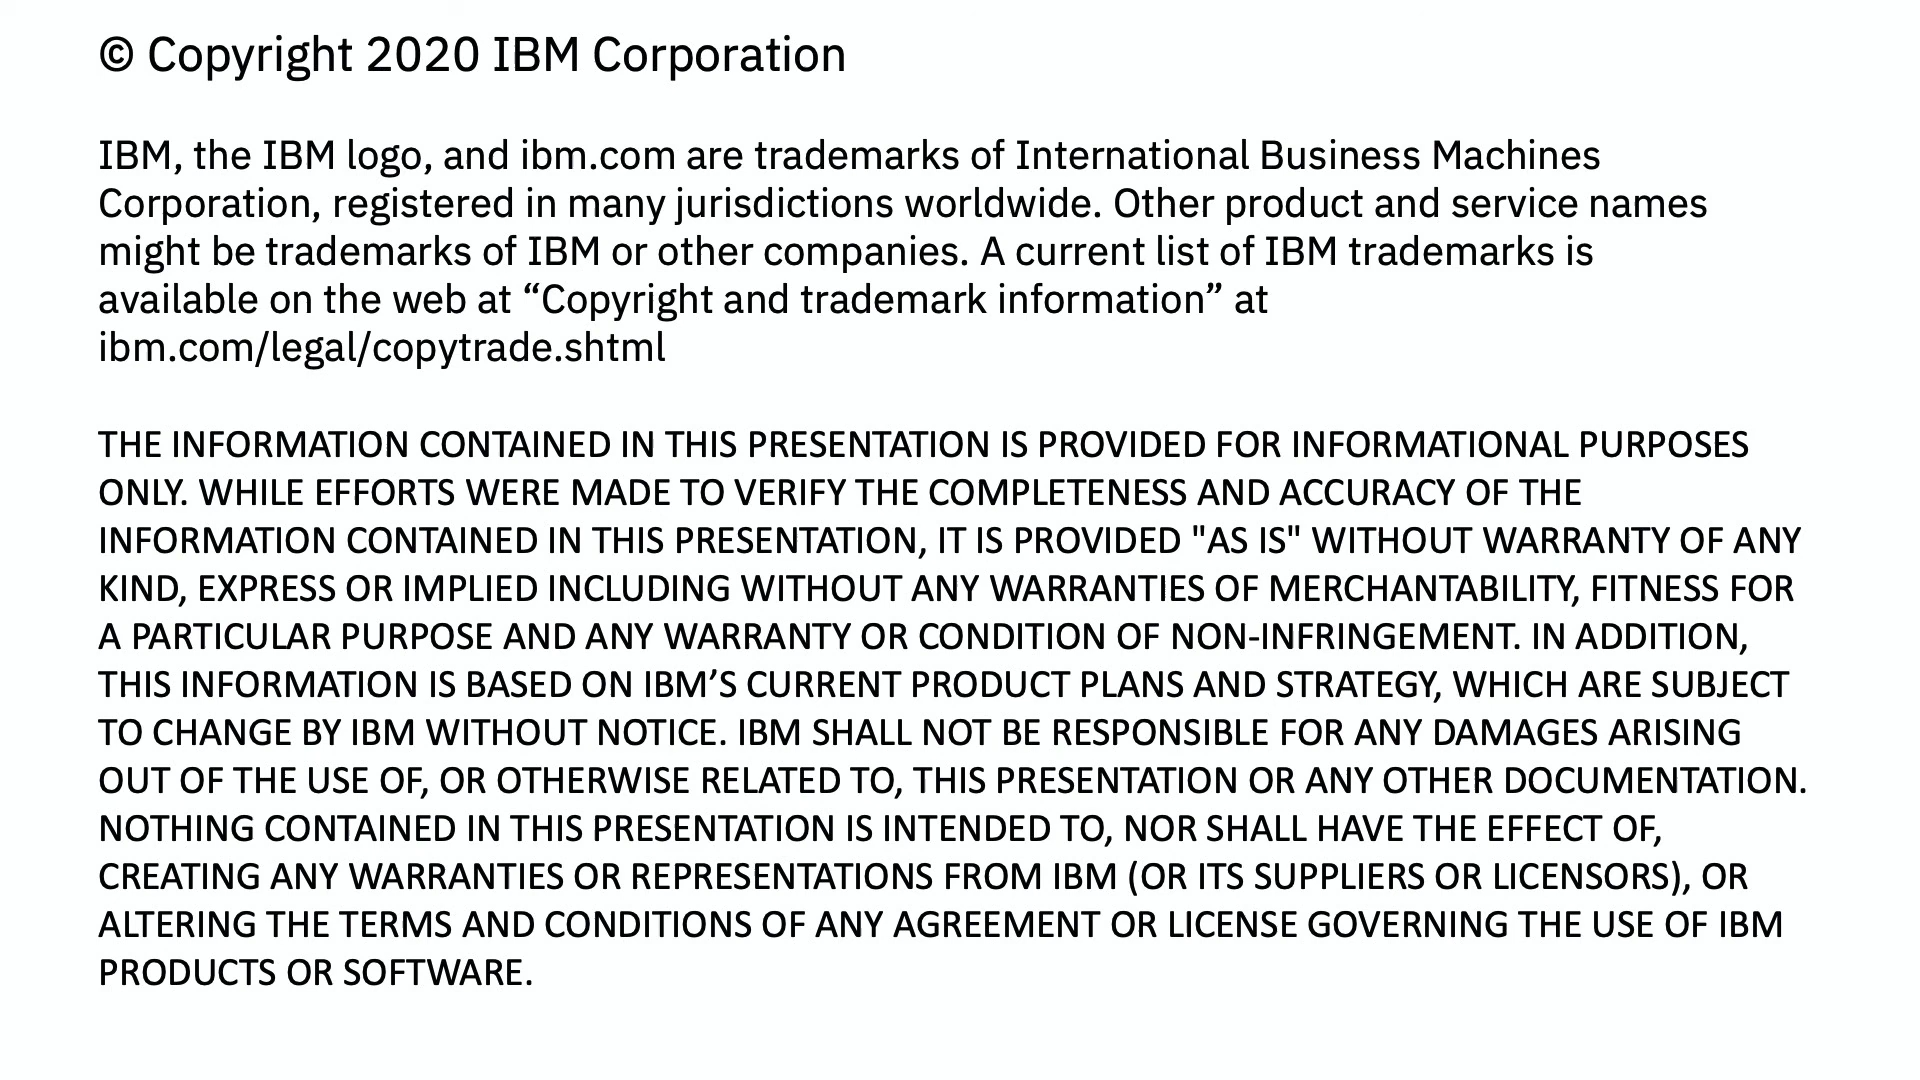 © Copyright 2020 IBM Corporation
IBM, the IBM logo, and ibm.com are trademarks of International Business Machines
Corporation, registered in many jurisdictions worldwide. Other product and service names
might be trademarks of IBM or other companies. A current list of IBM trademarks is
available on the web at “Copyright and trademark information” at
ibm.com/legal/copytrade.shtml
THE INFORMATION CONTAINED IN THIS PRESENTATION IS PROVIDED FOR INFORMATIONAL PURPOSES
ONLY. WHILE EFFORTS WERE MADE TO VERIFY THE COMPLETENESS AND ACCURACY OF THE
INFORMATION CONTAINED IN THIS PRESENTATION, IT IS PROVIDED "AS IS" WITHOUT WARRANTY OF ANY
KIND, EXPRESS OR IMPLIED INCLUDING WITHOUT ANY WARRANTIES OF MERCHANTABILITY, FITNESS FOR
A PARTICULAR PURPOSE AND ANY WARRANTY OR CONDITION OF NON-INFRINGEMENT. IN ADDITION,
THIS INFORMATION IS BASED ON IBM’S CURRENT PRODUCT PLANS AND STRATEGY, WHICH ARE SUBJECT
TO CHANGE BY IBM WITHOUT NOTICE. IBM SHALL NOT BE RESPONSIBLE FOR ANY DAMAGES ARISING
OUT OF THE USE OF, OR OTHERWISE RELATED TO, THIS PRESENTATION OR ANY OTHER DOCUMENTATION.
NOTHING CONTAINED IN THIS PRESENTATION IS INTENDED TO, NOR SHALL HAVE THE EFFECT OF,
CREATING ANY WARRANTIES OR REPRESENTATIONS FROM IBM (OR ITS SUPPLIERS OR LICENSORS), OR
ALTERING THE TERMS AND CONDITIONS OF ANY AGREEMENT OR LICENSE GOVERNING THE USE OF IBM
PRODUCTS OR SOFTWARE.